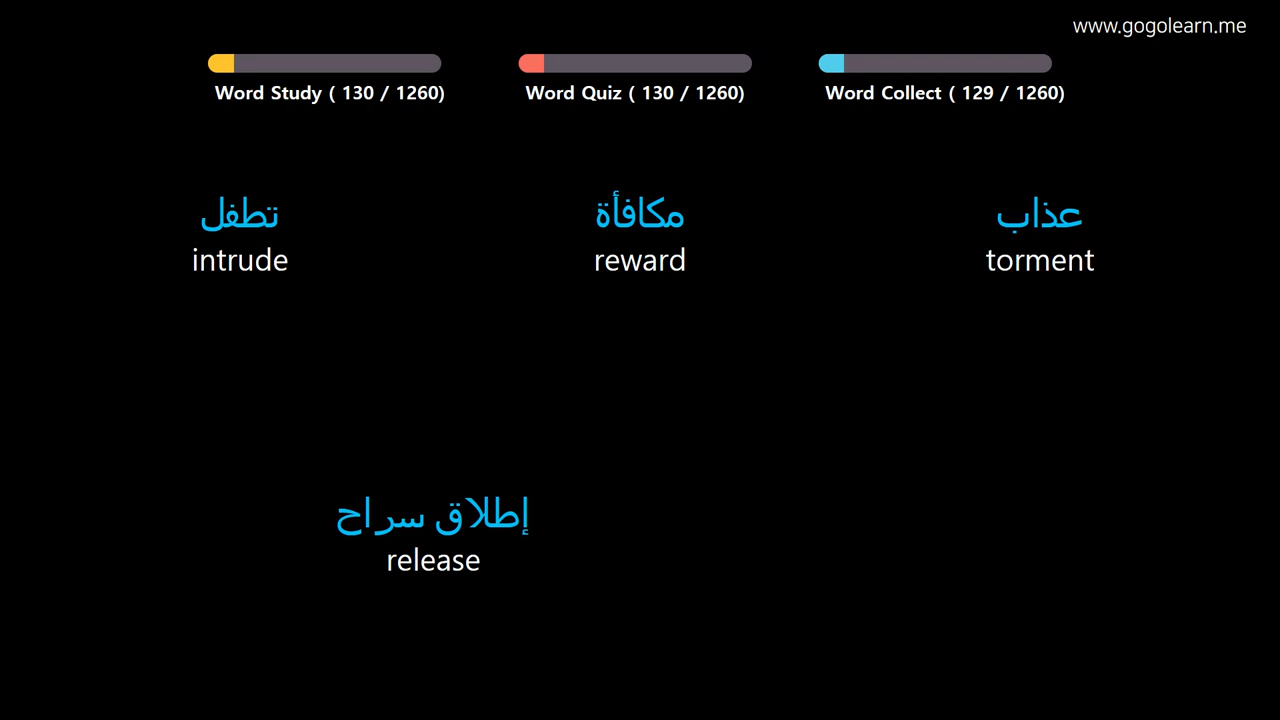 www.gogolearn.me
Word Study ( 130 / 1260)
Word Quiz ( 130 / 1260)
Word Collect ( 129 / 1260)
تطفل
intrude
مكافأة
reward
عذاب
torment
إطلاق سراح
release